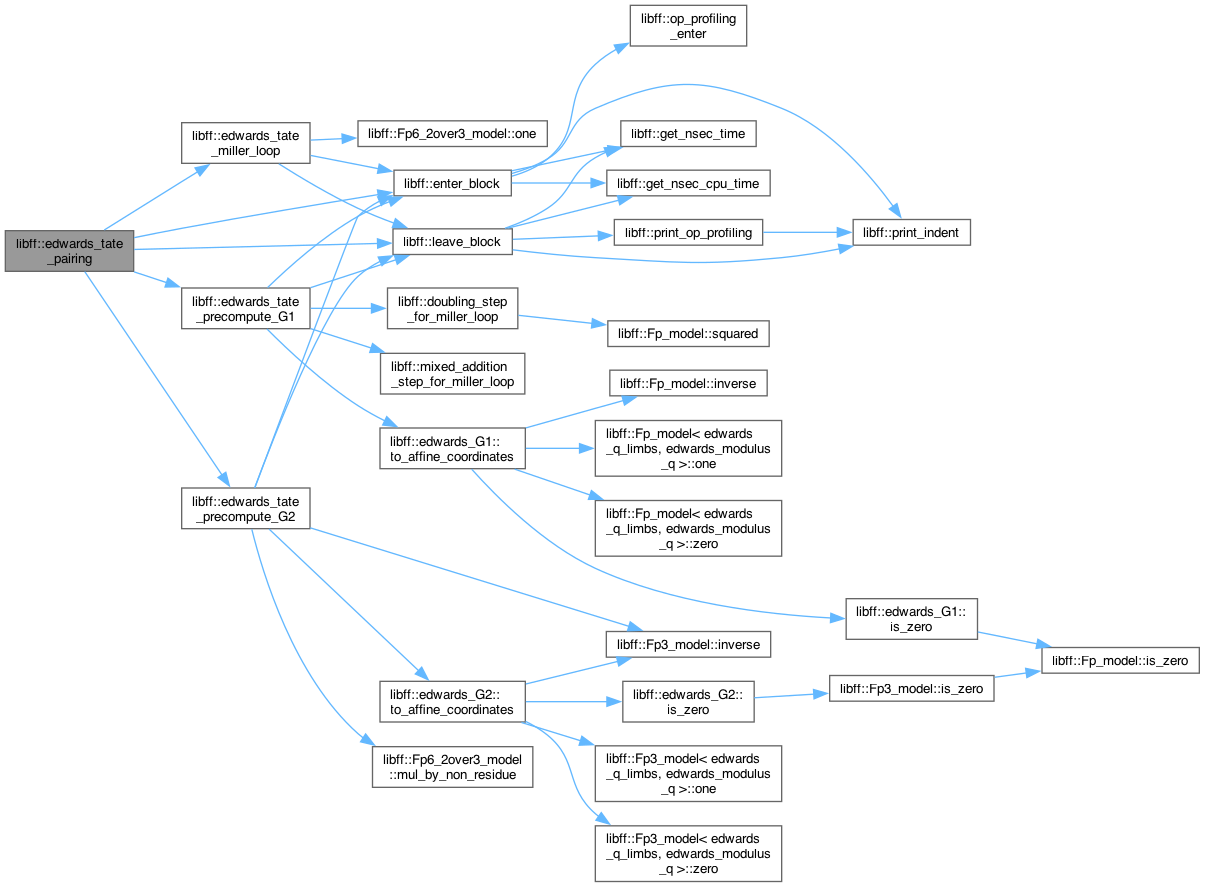 libff::edwards_tate
_pairing
libff::edwards_tate
_miller_loop
libff::edwards_tate
_precompute_G1
libff::edwards_tate
_precompute_G2
libff::Fp6_2over3_model::one
libff::enter_block
libff::leave_block
libff::doubling_step
_for_miller_loop
libff::mixed_addition
_step_for_miller_loop
libff::edwards_G1::
to_affine_coordinates
libff::edwards_G2::
to_affine_coordinates
libff::Fp6_2over3_model
::mul_by_non_residue
libff::op_profiling
_enter
libff::get_nsec_time
libff::get_nsec_cpu_time
libff::print_op_profiling
libff::Fp_model::squared
libff::Fp_model::inverse
libff::Fp_model< edwards
_q_limbs, edwards_modulus
_q >::one
libff::Fp_model< edwards
_q_limbs, edwards_modulus
_q >::zero
libff::Fp3_model::inverse
libff::edwards_G2::
is_zero
libff::Fp3_model< edwards
_q_limbs, edwards_modulus
_q >::one
libff::Fp3_model< edwards
_q_limbs, edwards_modulus
_q >::zero
libff::print_indent
libff::edwards_G1::
is_zero
libff::Fp3_model::is_zero
libff::Fp_model::is_zero